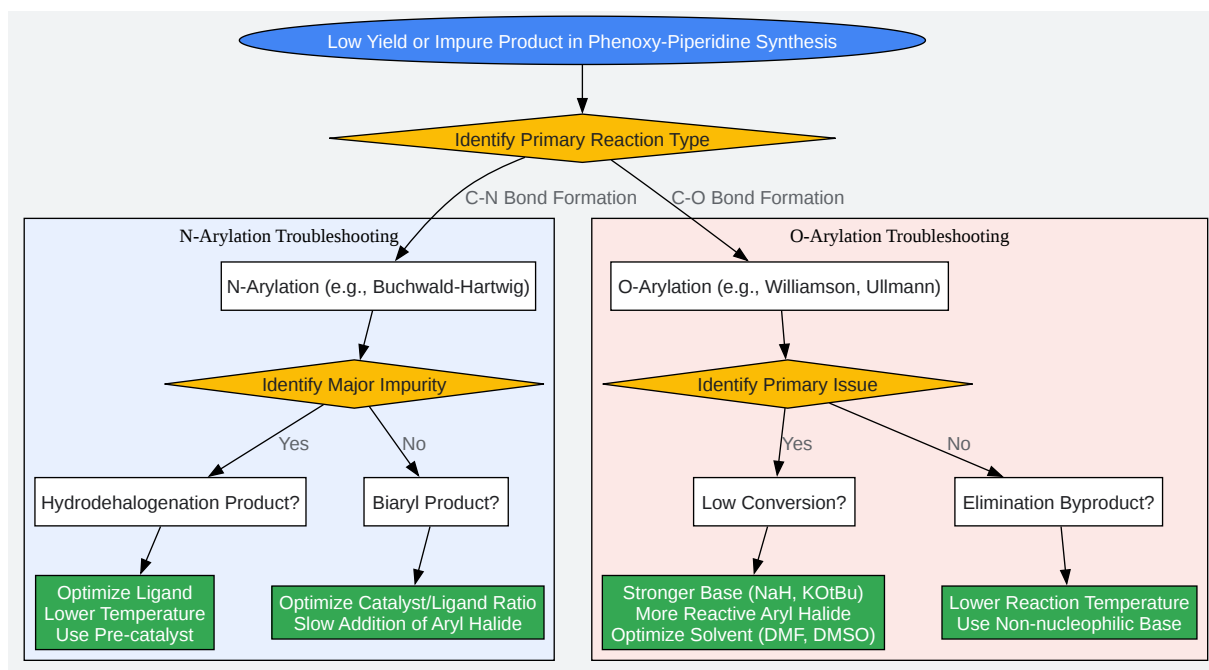 Low Yield or Impure Product in Phenoxy-Piperidine Synthesis
Identify Primary Reaction Type
C-N Bond Formation
C-O Bond Formation
N-Arylation Troubleshooting
N-Arylation (e.g., Buchwald-Hartwig)
Identify Major Impurity
Yes
No
Hydrodehalogenation Product?
Biaryl Product?
Optimize Ligand
Lower Temperature
Use Pre-catalyst
Optimize Catalyst/Ligand Ratio
Slow Addition of Aryl Halide
O-Arylation Troubleshooting
O-Arylation (e.g., Williamson, Ullmann)
Identify Primary Issue
Yes
No
Low Conversion?
Elimination Byproduct?
Stronger Base (NaH, KOtBu)
More Reactive Aryl Halide
Optimize Solvent (DMF, DMSO)
Lower Reaction Temperature
Use Non-nucleophilic Base